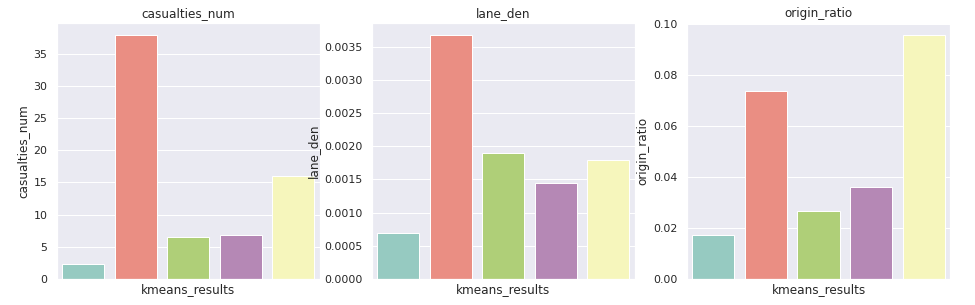 casualties_num
casualties_num
35
30
25
20
15
10
5
0
kmeans_results
lane_den
lane_den
0.0035
0.0030
0.0025
0.0020
0.0015
0.0010
0.0005
0.0000
kmeans_results
origin_ratio
origin_ratio
0.10
0.08
0.06
0.04
0.02
0.00
kmeans_results